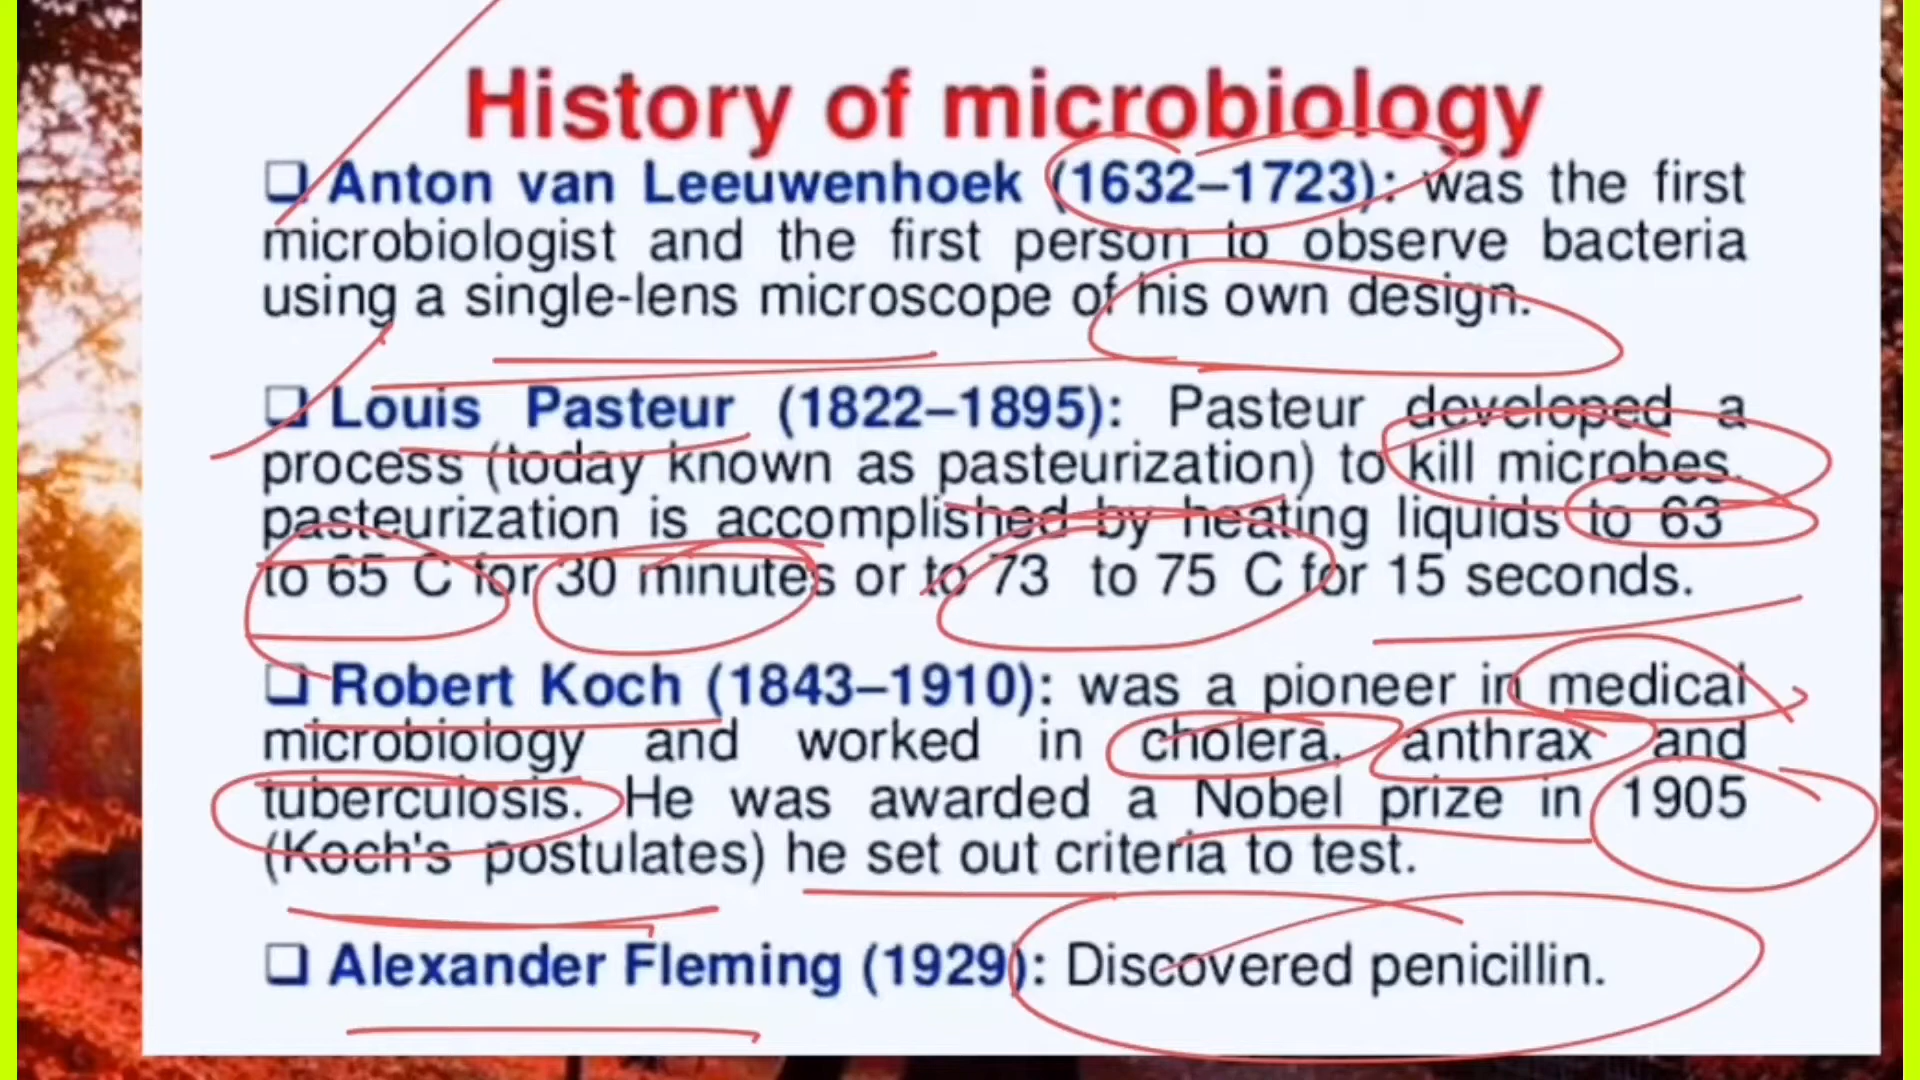 History of microbiology
❑ Anton van Leeuwenhoek (1632–1723): was the first
microbiologist and the first person to observe bacteria
using a single-lens microscope of his own design.
❑ Louis Pasteur (1822–1895): Pasteur developed a
process (today known as pasteurization) to kill microbes.
pasteurization is accomplished by heating liquids to 63
to 65 C for 30 minutes or to 73 to 75 C for 15 seconds.
❑ Robert Koch (1843–1910): was a pioneer in medical
microbiology and worked in cholera, anthrax and
tuberculosis. He was awarded a Nobel prize in 1905
(Koch's postulates) he set out criteria to test.
❑ Alexander Fleming (1929): Discovered penicillin.